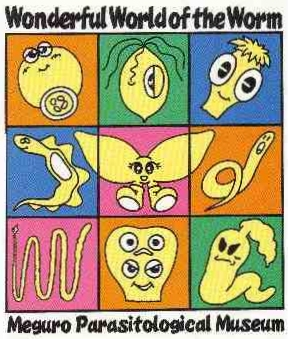 Wonderful World of the Worm
Meguro Parasitological Museum